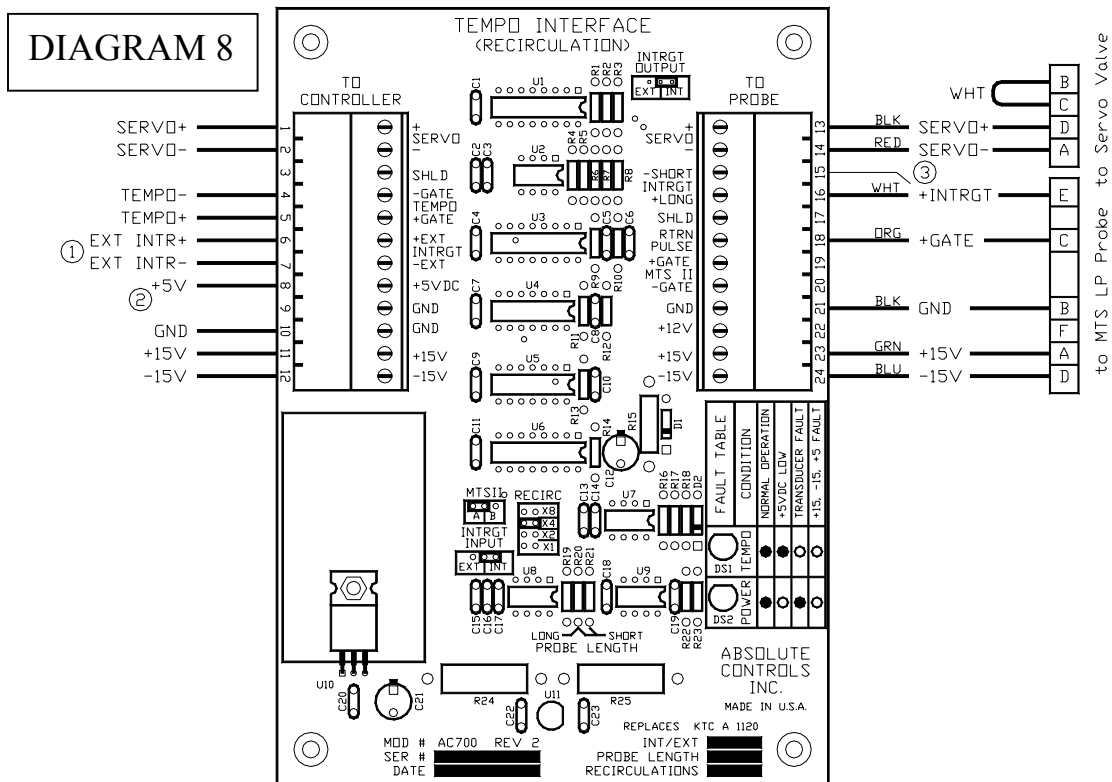 DIAGRAM 8
TEMPO INTERFACE
(RECIRCULATION)
INTRGT
OUTPUT
EXT INT
TO
CONTROLLER
TO
PROBE
SERVO+
SERVO-
TEMPO-
TEMPO+
① EXT INTR+
EXT INTR-
② +5V
GND
+15V
-15V
1
2
3
4
5
6
7
8
9
10
11
12
+
SERVO
-
SHLD
-GATE
TEMPO
+GATE
+EXT
INTRGT
-EXT
+5VDC
GND
GND
+15V
-15V
C1
U1
R1
R2
R3
R4
R5
C2
C3
U2
R6
R7
R8
C4
U3
C5
C6
R9
R10
C7
U4
R11
C8
R12
C9
U5
C10
R13
C11
U6
R14
C12
R15
D1
+
SERVO
-
-SHORT
INTRGT
+LONG
SHLD
RTRN
PULSE
+GATE
MTS II
-GATE
GND
+12V
+15V
-15V
13
14
15
16
17
18
19
20
21
22
23
24
WHT
BLK SERVO+
RED SERVO-
③
WHT +INTRGT
ORG +GATE
BLK GND
GRN +15V
BLU -15V
B
C
D
A
E
C
B
F
A
D
to Servo Valve
to MTS LP Probe
MTSII
A B
INTRGT
INPUT
EXT INT
RECIRC
X8
X4
X2
X1
C13
C14
U7
R16
R17
R18
D2
C15
C16
C17
U8
R19
R20
R21
C18
U9
C19
R22
R23
LONG SHORT
PROBE LENGTH
FAULT TABLE
CONDITION
NORMAL OPERATION
+5VDC LOW
TRANSDUCER FAULT
+15, -15, +5 FAULT
DS1
TEMPO
DS2
POWER
U10
C20
C21
R24
C22
U11
C23
R25
ABSOLUTE
CONTROLS
INC.
MADE IN U.S.A.
REPLACES KTC A 1120
MOD # AC700 REV 2
SER #
DATE
INT/EXT
PROBE LENGTH
RECIRCULATIONS